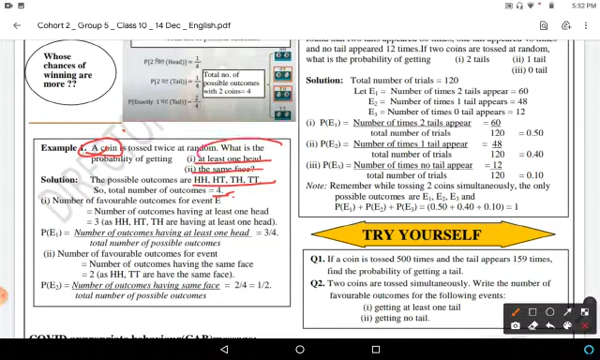 5:52 PM
Cohort 2_ Group 5 _ Class 10 _ 14 Dec _ English.pdf
Whose
chances of
winning are
more ??
P[2 चित (Head)]= 1/4
P[2 पट (Tail)]= 1/4
P[Exactly 1 पट (Tail)]= 2/4
Total no. of
possible outcomes
with 2 coins= 4
Example 1. A coin is tossed twice at random. What is the
probability of getting (i) at least one head
(ii) the same face?
Solution: The possible outcomes are HH, HT, TH, TT.
So, total number of outcomes = 4.
(i) Number of favourable outcomes for event E
= Number of outcomes having at least one head
= 3 (as HH, HT, TH are having at least one head).
P(E₁) = Number of outcomes having at least one head = 3/4.
total number of possible outcomes
(ii) Number of favourable outcomes for event
= Number of outcomes having the same face
= 2 (as HH, TT are have the same face).
P(E₂) = Number of outcomes having same face = 2/4 = 1/2.
total number of possible outcomes
and no tail appeared 12 times. If two coins are tossed at random,
what is the probability of getting (i) 2 tails (ii) 1 tail
(iii) 0 tail
Solution: Total number of trials = 120
Let E₁ = Number of times 2 tails appear = 60
E₂ = Number of times 1 tail appears = 48
E₃ = Number of times 0 tails appear = 12
(i) P(E₁) = Number of times 2 tails appear = 60
total number of trials 120 = 0.50
(ii) P(E₂) = Number of times 1 tail appear = 48
total number of trials 120 = 0.40
(iii) P(E₃) = Number of times no tail appear = 12
total number of trials 120 = 0.10
Note: Remember while tossing 2 coins simultaneously, the only
possible outcomes are E₁, E₂, E₃ and
P(E₁) + P(E₂) + P(E₃) = (0.50 + 0.40 + 0.10) = 1
TRY YOURSELF
Q1. If a coin is tossed 500 times and the tail appears 159 times,
find the probability of getting a tail.
Q2. Two coins are tossed simultaneously. Write the number of
favourable outcomes for the following events:
(i) getting at least one tail
(ii) getting no tail.